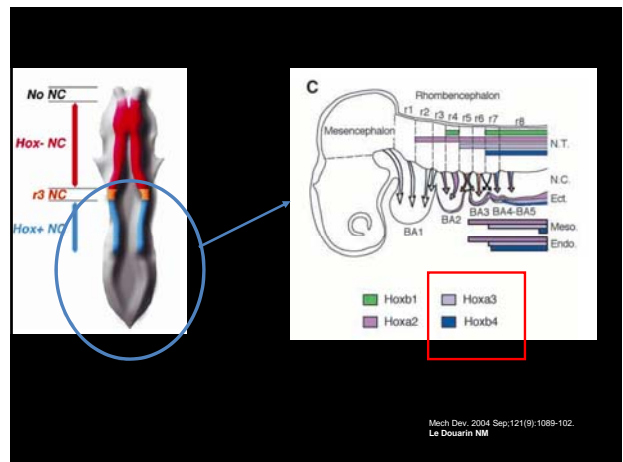 No NC
Hox- NC
r3 NC
Hox+ NC
C
Rhombencephalon
r1 r2 r3 r4 r5 r6 r7 r8
Mesencephalon
N.T.
N.C.
Ect.
BA1 BA2 BA3 BA4-BA5
Meso.
Endo.
Hoxb1 Hoxa3
Hoxa2 Hoxb4
Mech Dev. 2004 Sep;121(9):1089-102.
Le Douarin NM